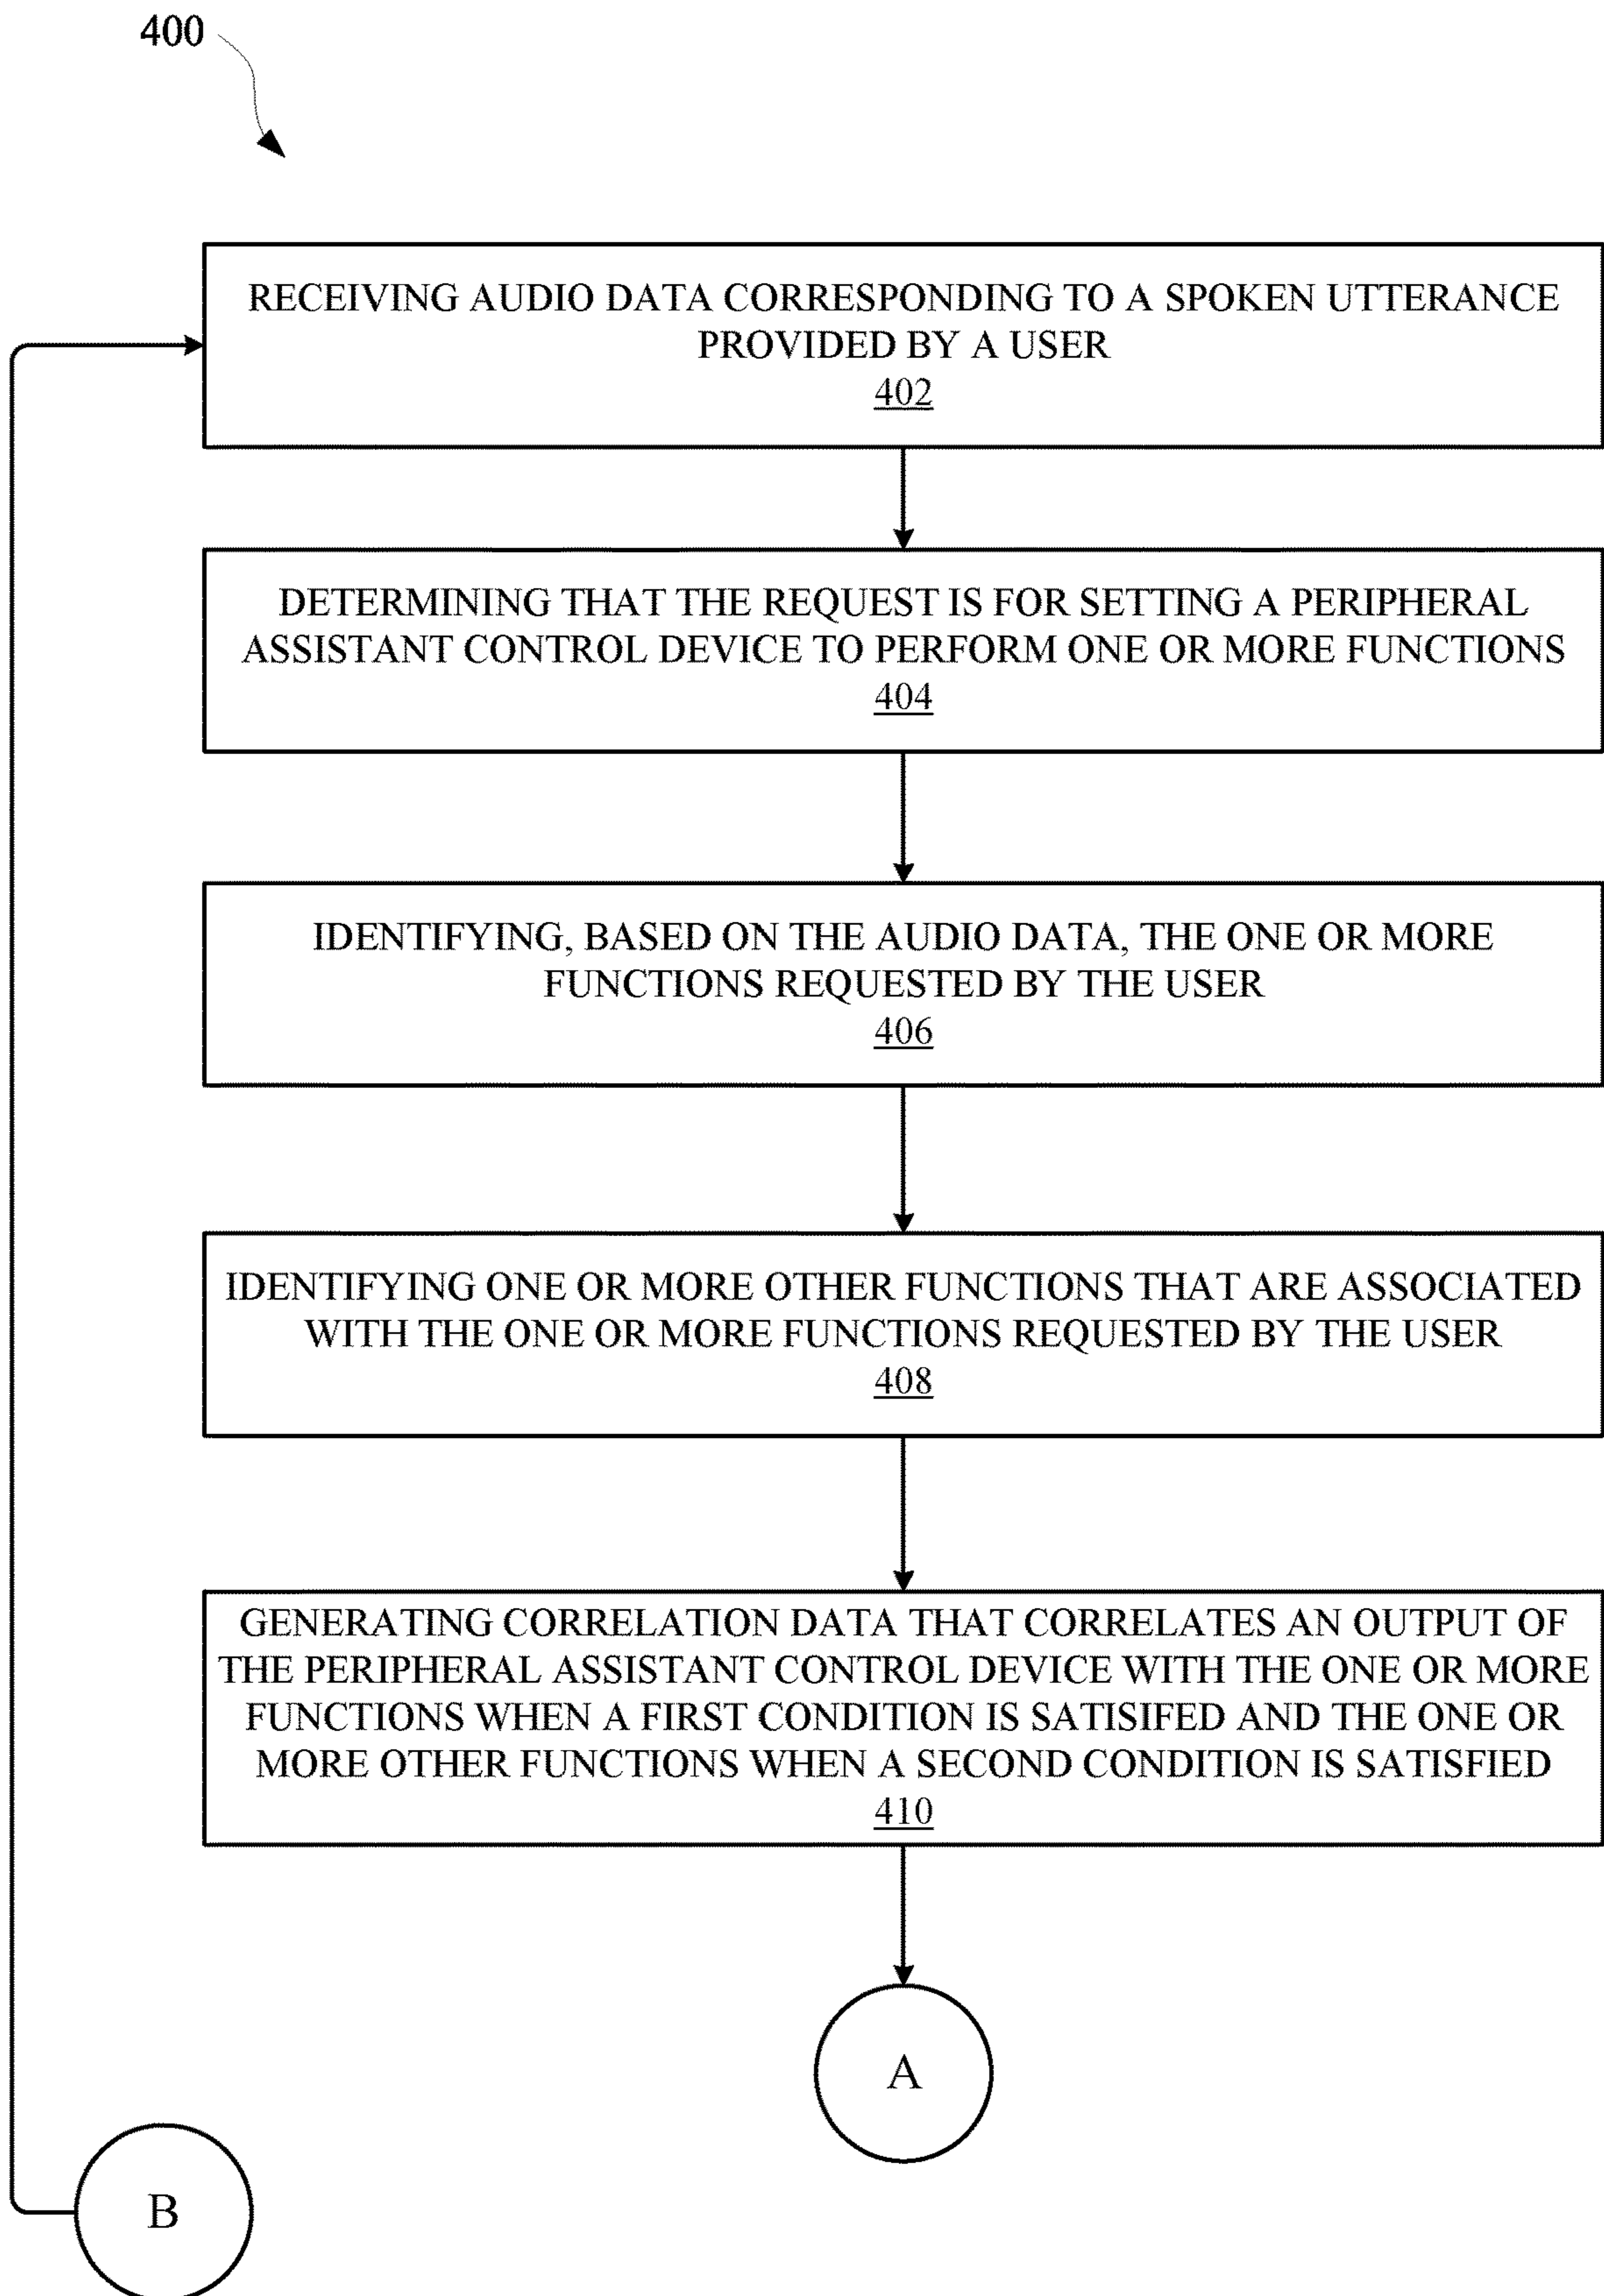 400
RECEIVING AUDIO DATA CORRESPONDING TO A SPOKEN UTTERANCE
PROVIDED BY A USER
402
DETERMINING THAT THE REQUEST IS FOR SETTING A PERIPHERAL
ASSISTANT CONTROL DEVICE TO PERFORM ONE OR MORE FUNCTIONS
404
IDENTIFYING, BASED ON THE AUDIO DATA, THE ONE OR MORE
FUNCTIONS REQUESTED BY THE USER
406
IDENTIFYING ONE OR MORE OTHER FUNCTIONS THAT ARE ASSOCIATED
WITH THE ONE OR MORE FUNCTIONS REQUESTED BY THE USER
408
GENERATING CORRELATION DATA THAT CORRELATES AN OUTPUT OF
THE PERIPHERAL ASSISTANT CONTROL DEVICE WITH THE ONE OR MORE
FUNCTIONS WHEN A FIRST CONDITION IS SATISIFED AND THE ONE OR
MORE OTHER FUNCTIONS WHEN A SECOND CONDITION IS SATISFIED
410
A
B